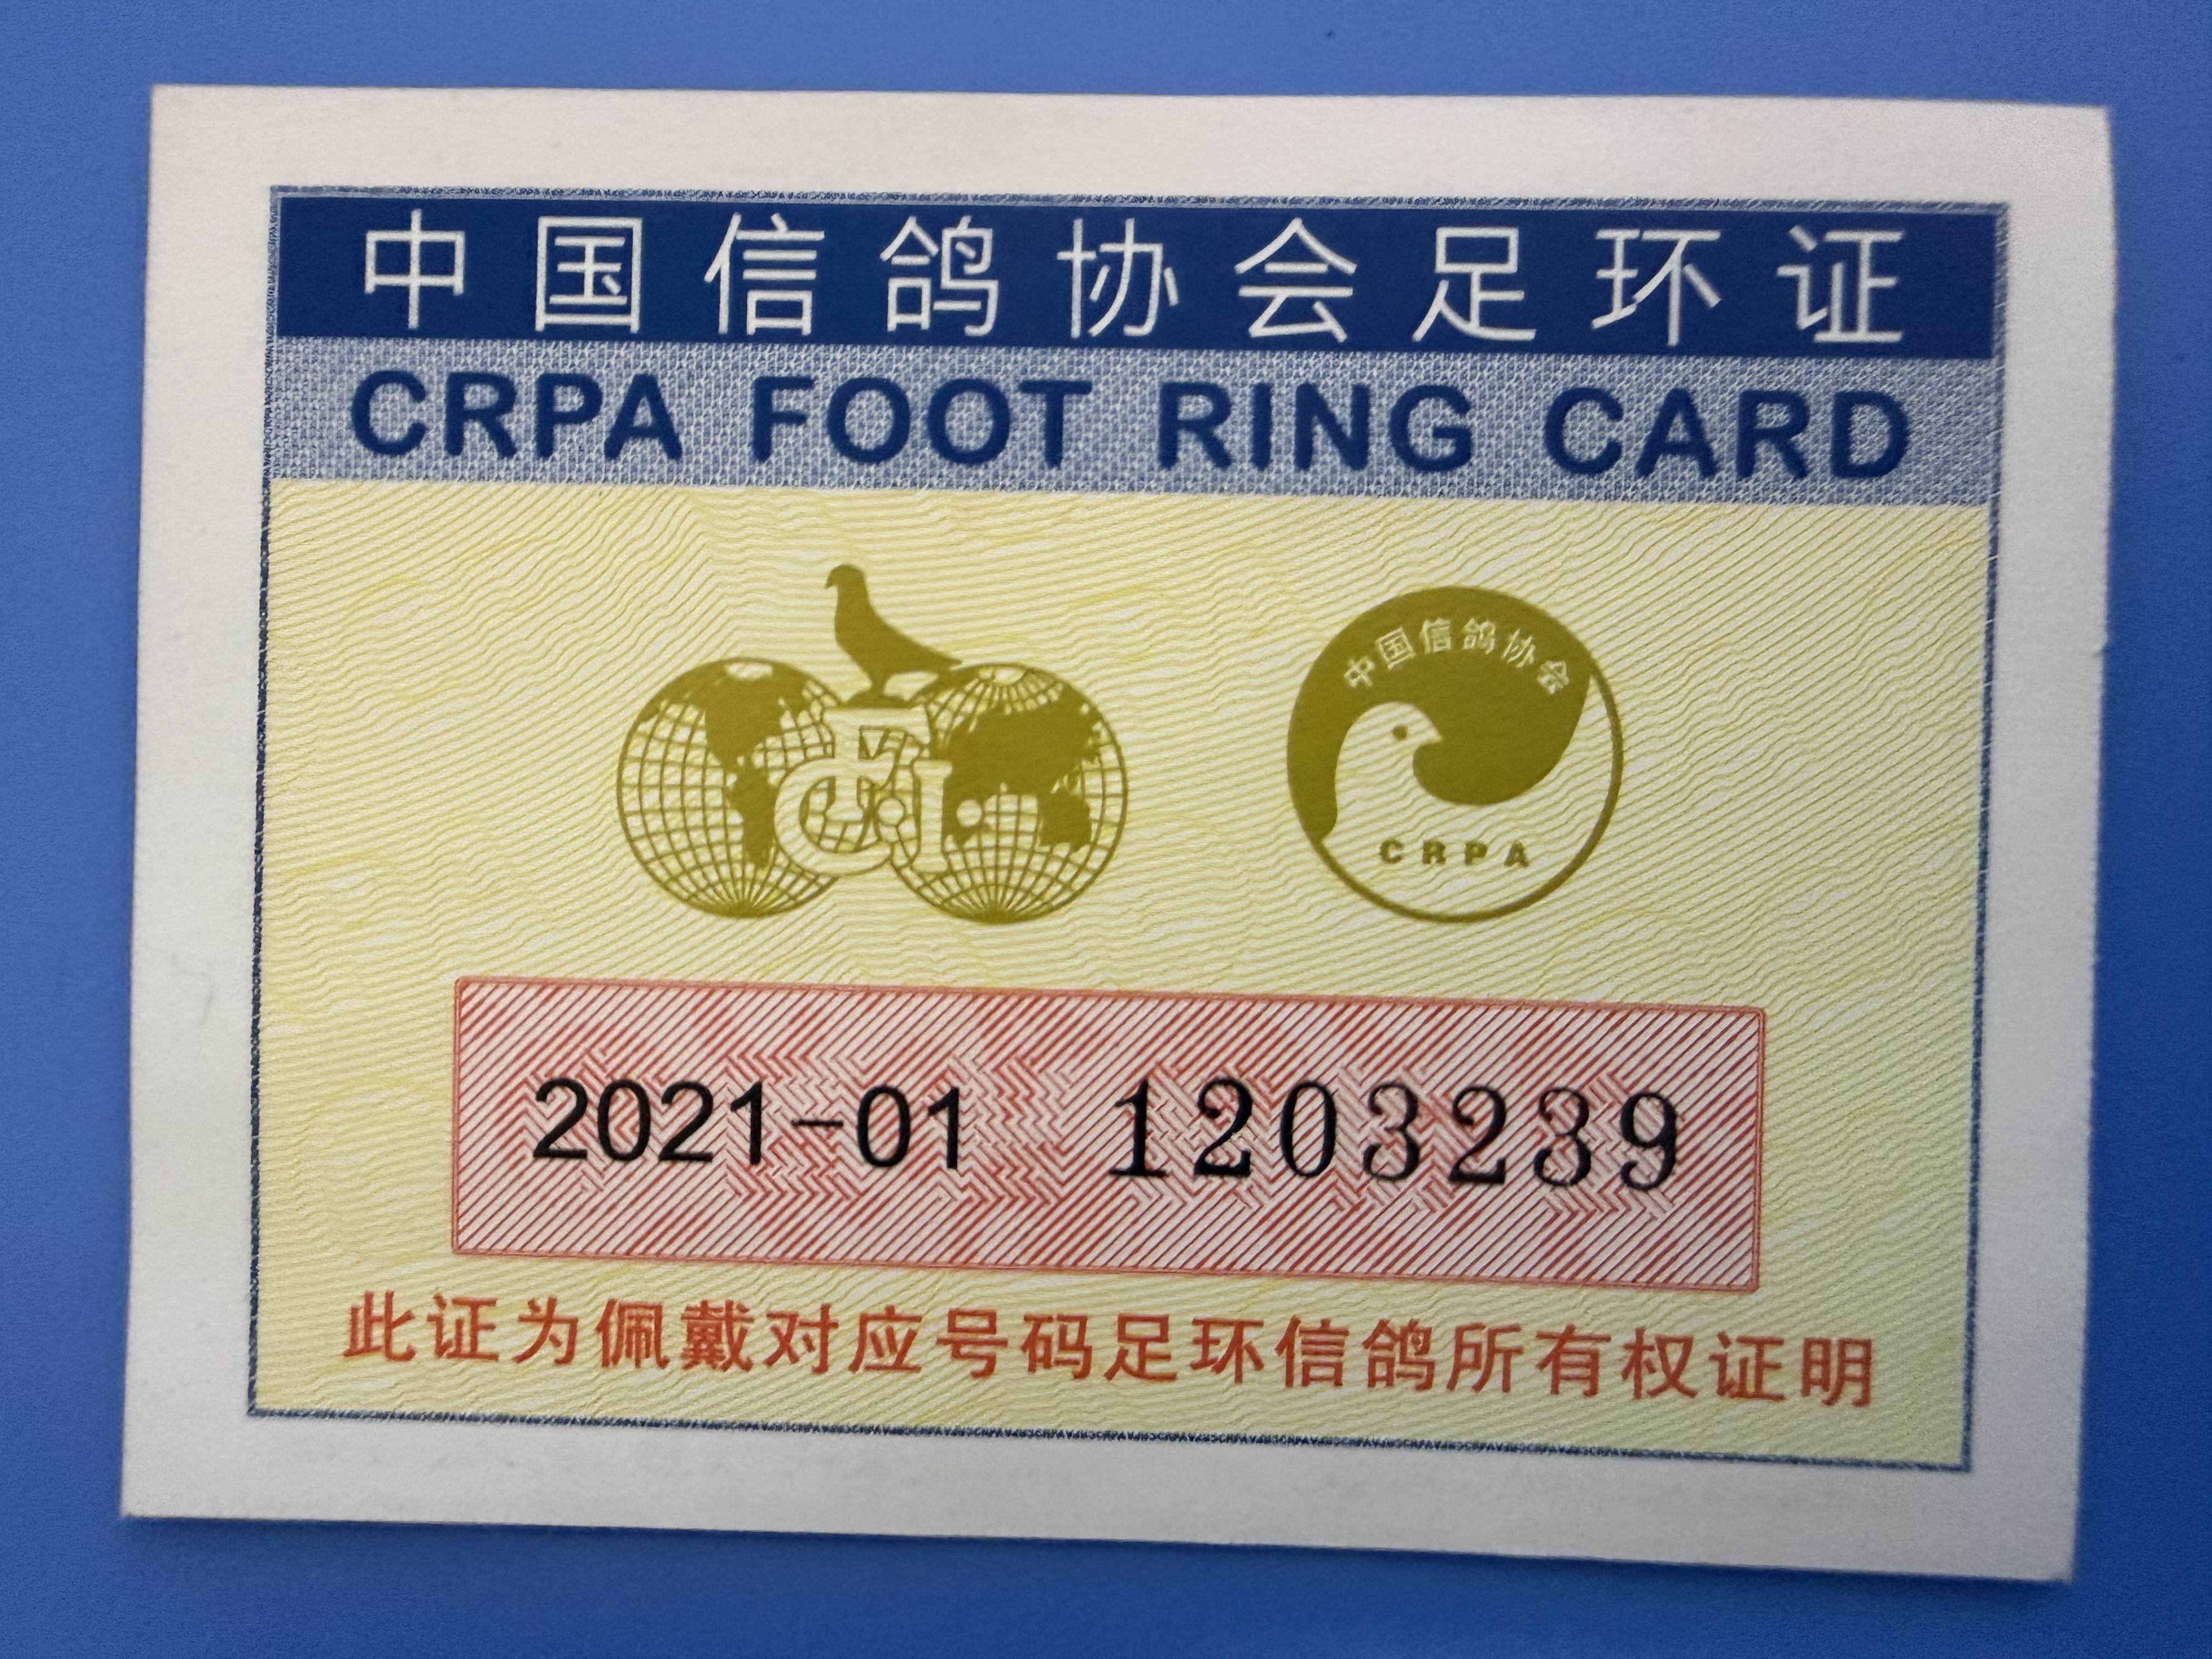 中国信鸽协会足环证
CRPA FOOT RING CARD
中国信鸽协会
F.C.I.
CRPA
2021-01 1203239
此证为佩戴对应号码足环信鸽所有权证明